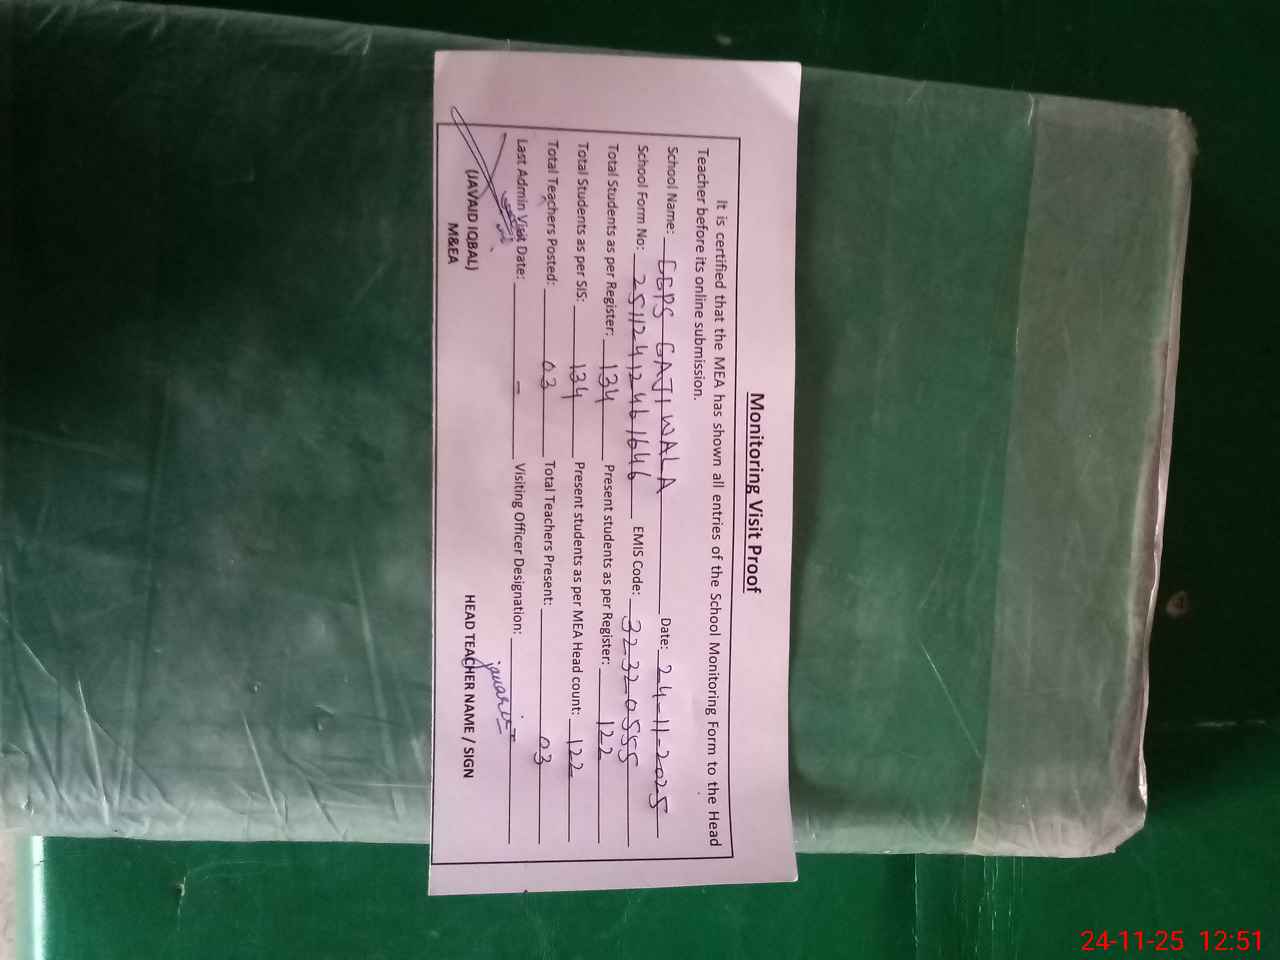 Monitoring Visit Proof
It is certified that the MEA has shown all entries of the School Monitoring Form to the Head
Teacher before its online submission.
School Name: GGPS GAJI WALA Date: 24-11-2025
School Form No: 25112412461646 EMIS Code: 32320555
Total Students as per Register: 134 Present students as per Register: 122
Total Students as per SIS: 134 Present students as per MEA Head count: 122
Total Teachers Posted: 03 Total Teachers Present: 03
Last Admin Visit Date: - Visiting Officer Designation:
(JAVAID IQBAL) HEAD TEACHER NAME / SIGN
M&EA
24-11-25 12:51